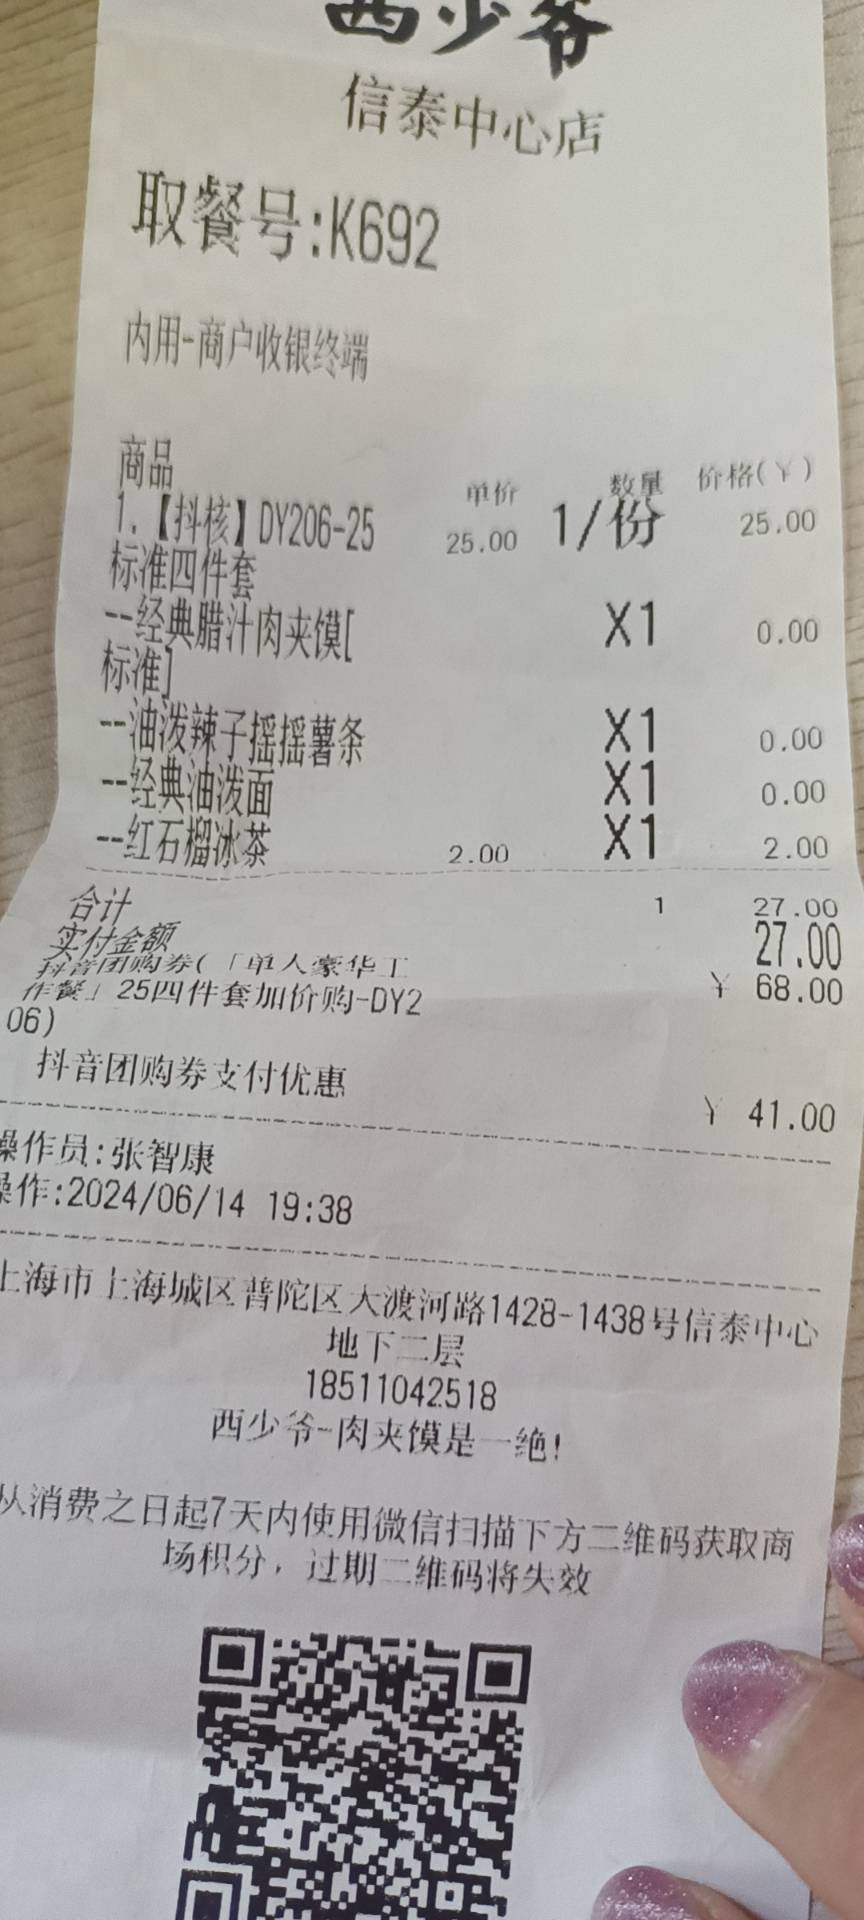 西少爷
信泰中心店
取餐号:K692
内用-商户收银终端
商品 单价 数量 价格(￥)
1.【抖核】DY206-25 25.00 1/份 25.00
标准四件套
--经典腊汁肉夹馍[ X1 0.00
标准]
--油泼辣子摇摇薯条 X1 0.00
--经典油泼面 X1 0.00
--红石榴冰茶 2.00 X1 2.00
合计 1 27.00
实付金额 27.00
抖音团购券(「单人豪华工 ￥ 68.00
作餐」25四件套加价购-DY2
06)
抖音团购券支付优惠 ￥ 41.00
操作员:张智康
操作:2024/06/14 19:38
上海市上海城区普陀区大渡河路1428-1438号信泰中心
地下二层
18511042518
西少爷-肉夹馍是一绝!
从消费之日起7天内使用微信扫描下方二维码获取商
场积分，过期二维码将失效